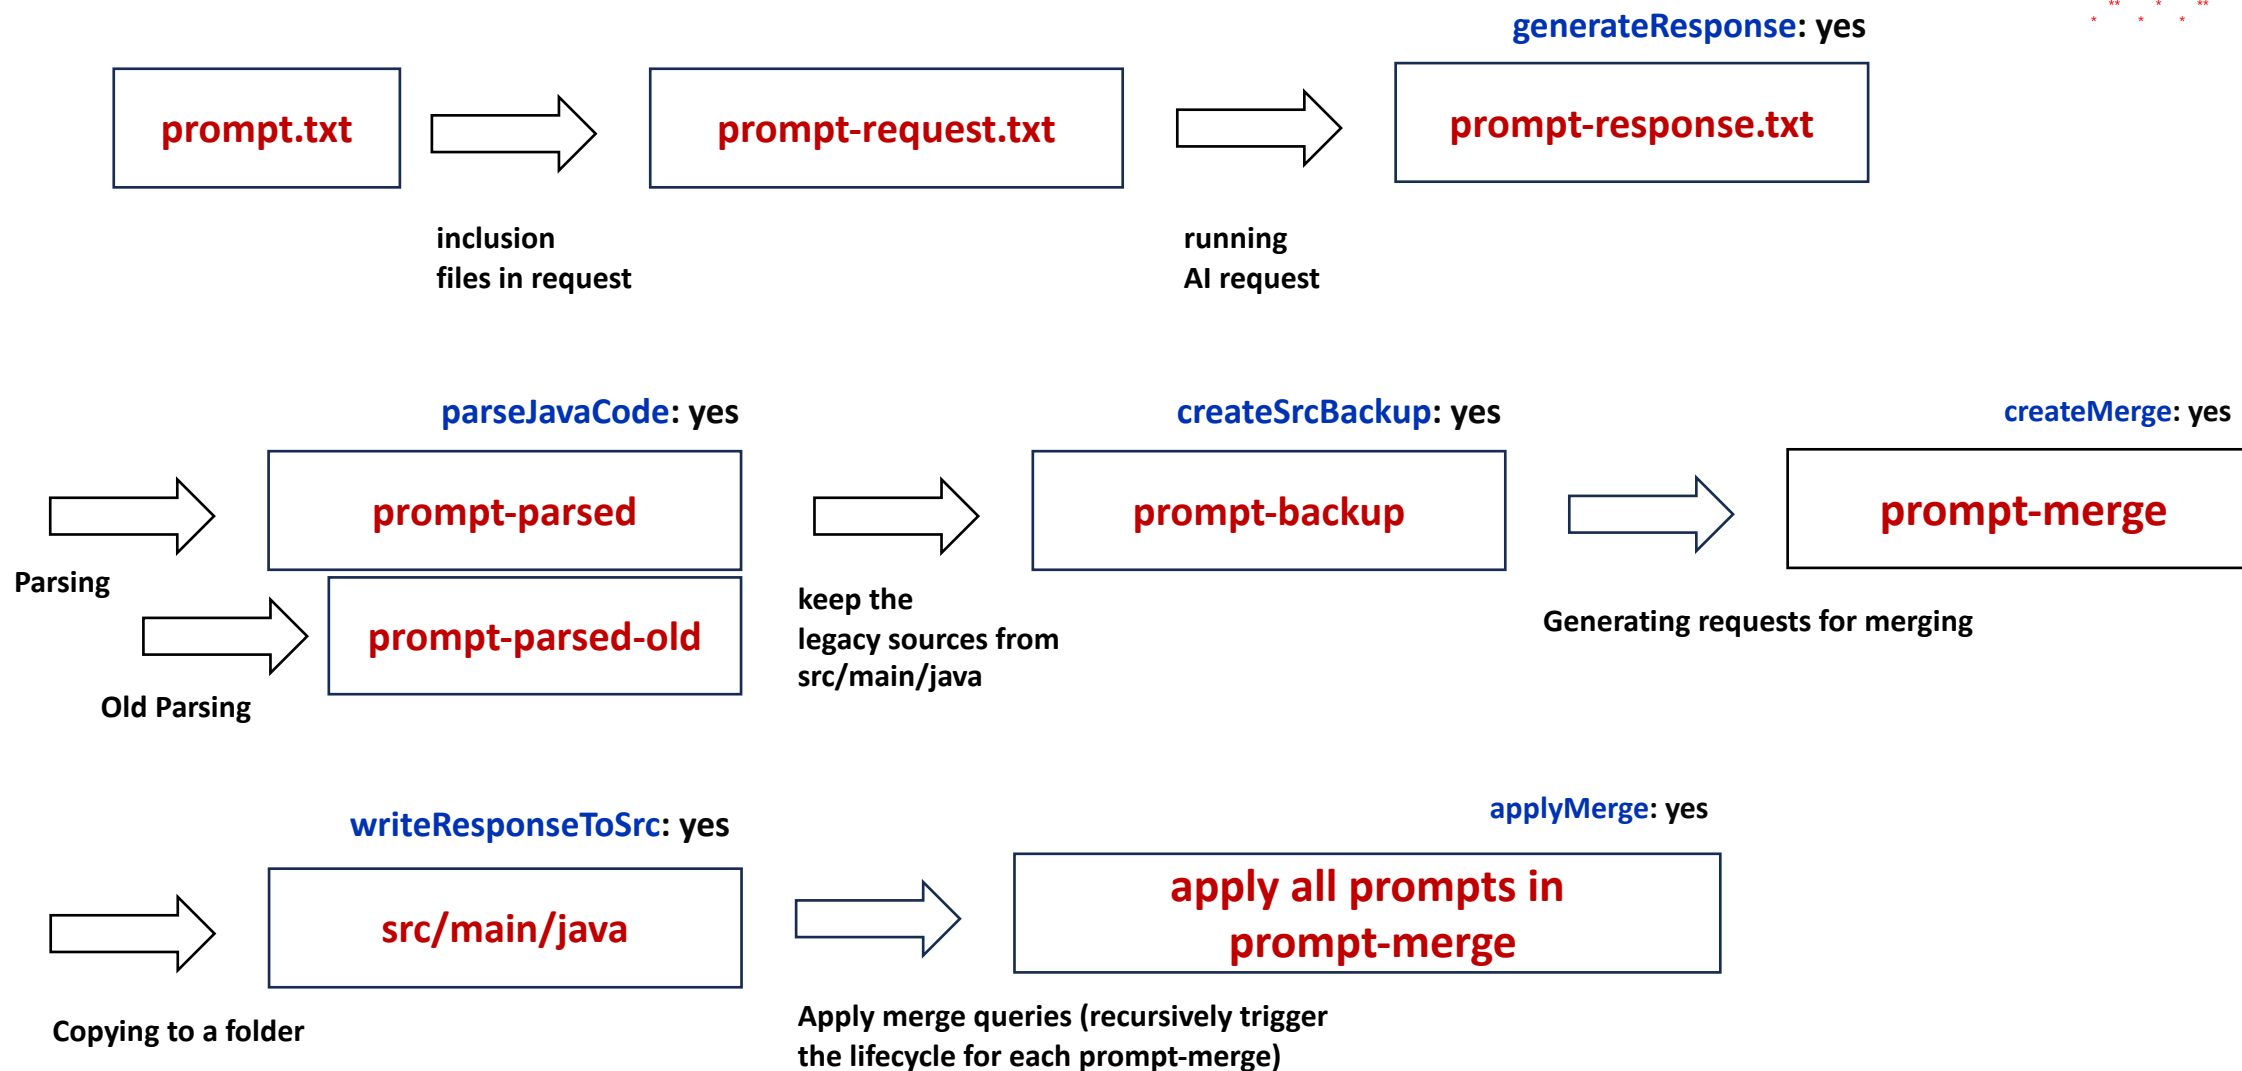 ** * **
* * *
generateResponse: yes
prompt.txt
prompt-request.txt
prompt-response.txt
inclusion
files in request
running
AI request
parseJavaCode: yes
createSrcBackup: yes
createMerge: yes
prompt-parsed
prompt-backup
prompt-merge
Parsing
prompt-parsed-old
Old Parsing
keep the
legacy sources from
src/main/java
Generating requests for merging
writeResponseToSrc: yes
applyMerge: yes
src/main/java
apply all prompts in
prompt-merge
Copying to a folder
Apply merge queries (recursively trigger
the lifecycle for each prompt-merge)